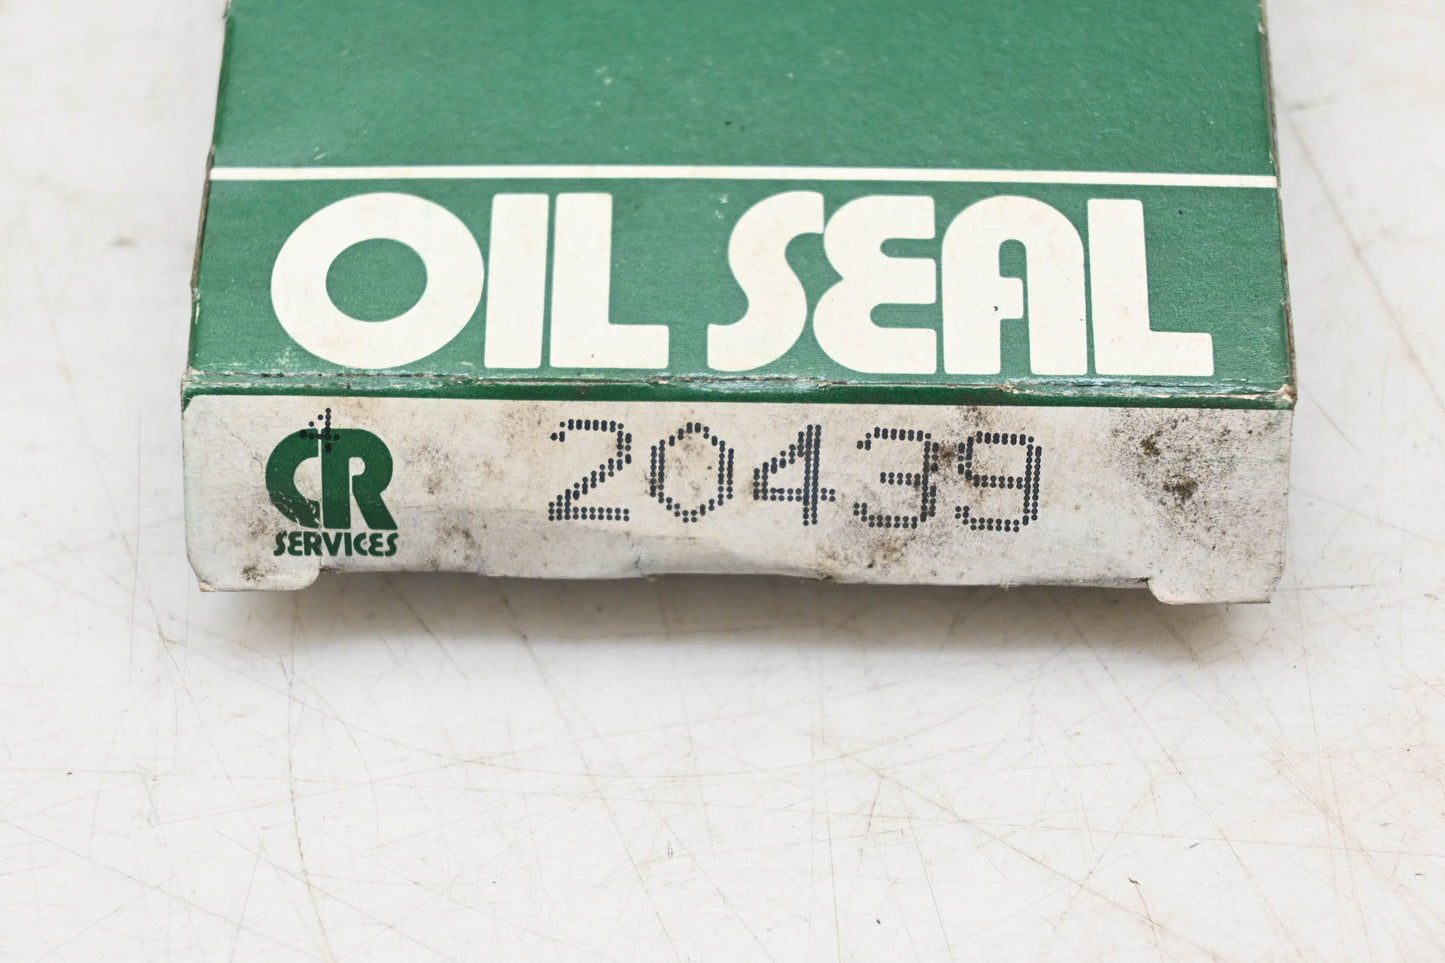 OIL SEAL
CR 20439
SERVICES